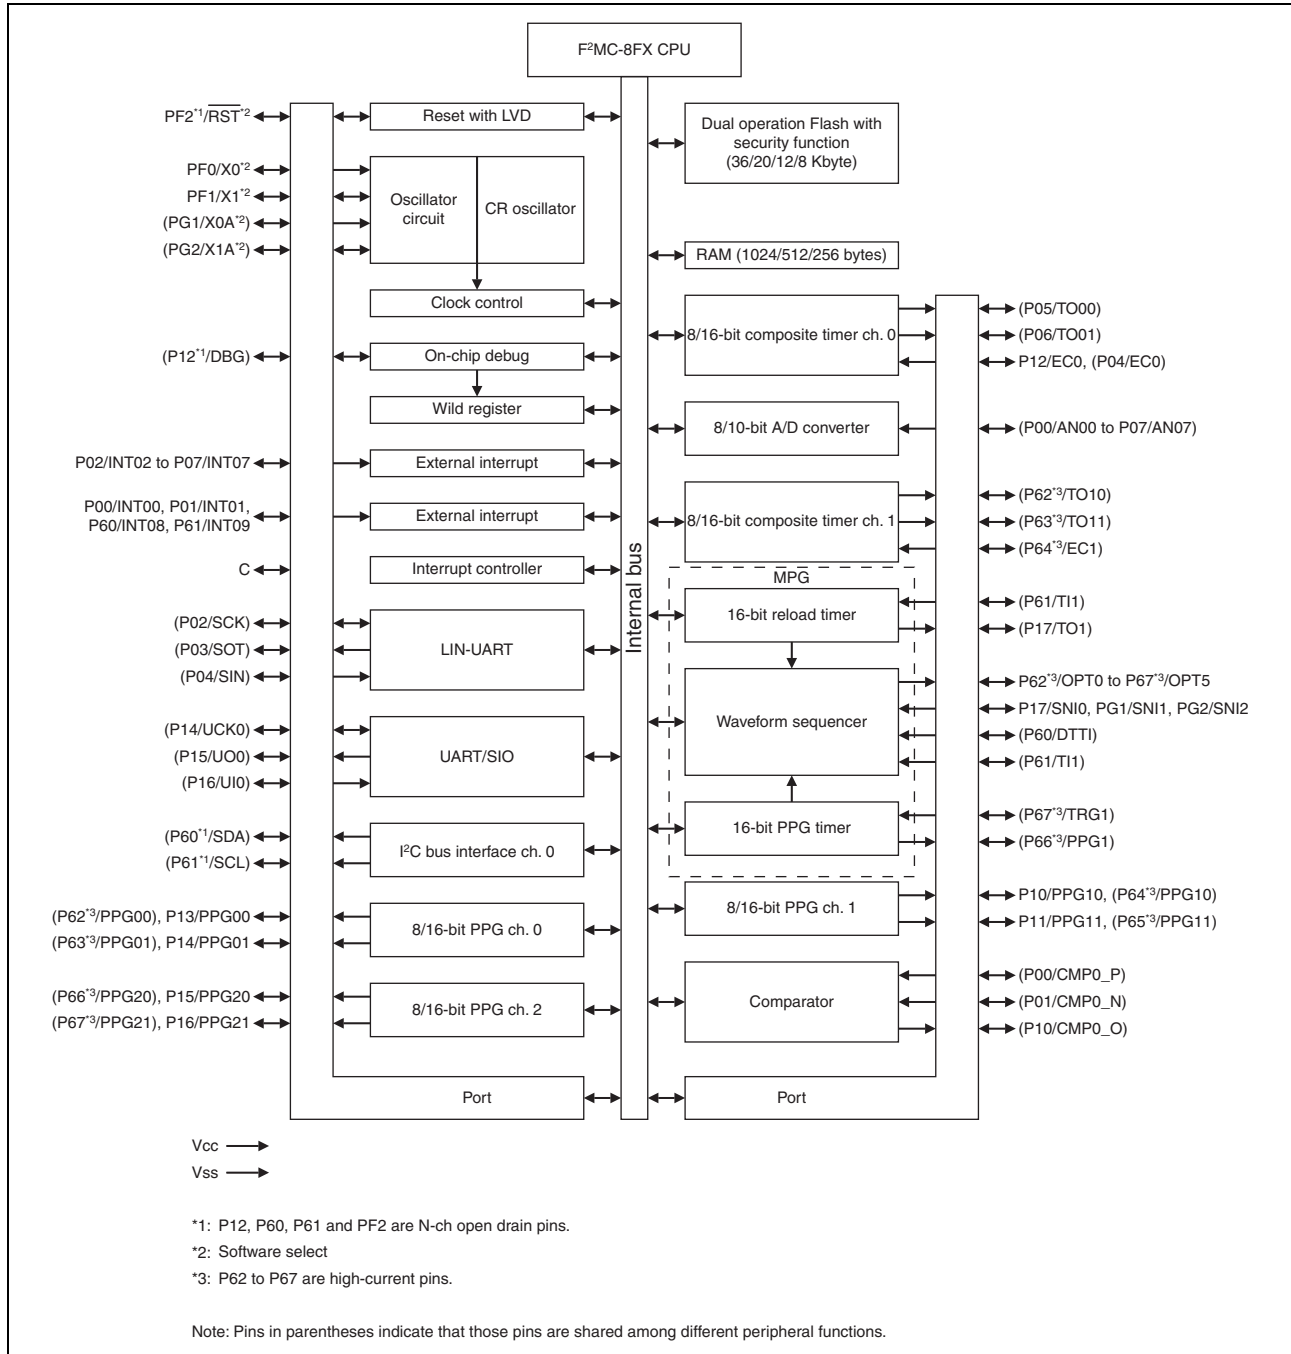 F²MC-8FX CPU
PF2*1/RST*2
PF0/X0*2
PF1/X1*2
(PG1/X0A*2)
(PG2/X1A*2)
(P12*1/DBG)
P02/INT02 to P07/INT07
P00/INT00, P01/INT01,
P60/INT08, P61/INT09
C
(P02/SCK)
(P03/SOT)
(P04/SIN)
(P14/UCK0)
(P15/UO0)
(P16/UI0)
(P60*1/SDA)
(P61*1/SCL)
(P62*3/PPG00), P13/PPG00
(P63*3/PPG01), P14/PPG01
(P66*3/PPG20), P15/PPG20
(P67*3/PPG21), P16/PPG21
Reset with LVD
Oscillator
circuit
CR oscillator
Clock control
On-chip debug
Wild register
External interrupt
External interrupt
Interrupt controller
LIN-UART
UART/SIO
I²C bus interface ch. 0
8/16-bit PPG ch. 0
8/16-bit PPG ch. 2
Port
Internal bus
Dual operation Flash with
security function
(36/20/12/8 Kbyte)
RAM (1024/512/256 bytes)
8/16-bit composite timer ch. 0
8/10-bit A/D converter
8/16-bit composite timer ch. 1
MPG
16-bit reload timer
Waveform sequencer
16-bit PPG timer
8/16-bit PPG ch. 1
Comparator
Port
(P05/TO00)
(P06/TO01)
P12/EC0, (P04/EC0)
(P00/AN00 to P07/AN07)
(P62*3/TO10)
(P63*3/TO11)
(P64*3/EC1)
(P61/TI1)
(P17/TO1)
P62*3/OPT0 to P67*3/OPT5
P17/SNI0, PG1/SNI1, PG2/SNI2
(P60/DTTI)
(P61/TI1)
(P67*3/TRG1)
(P66*3/PPG1)
P10/PPG10, (P64*3/PPG10)
P11/PPG11, (P65*3/PPG11)
(P00/CMP0_P)
(P01/CMP0_N)
(P10/CMP0_O)
Vcc
Vss
*1: P12, P60, P61 and PF2 are N-ch open drain pins.
*2: Software select
*3: P62 to P67 are high-current pins.
Note: Pins in parentheses indicate that those pins are shared among different peripheral functions.